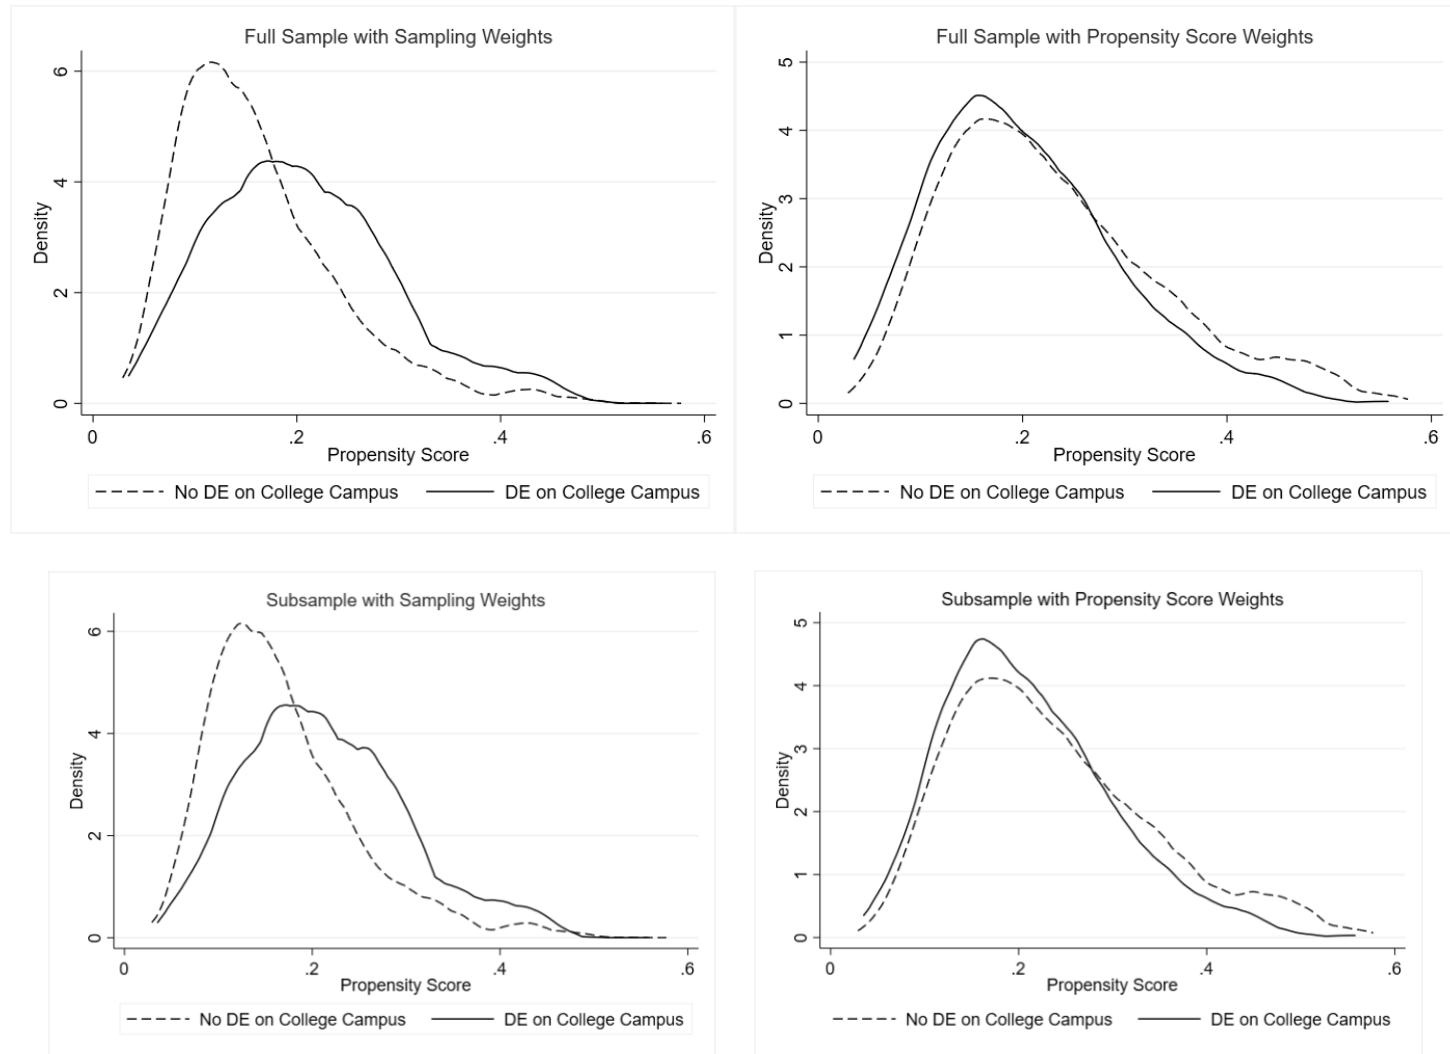 Full Sample with Sampling Weights
Density
0 2 4 6
0 .2 .4 .6
Propensity Score
No DE on College Campus DE on College Campus
Full Sample with Propensity Score Weights
Density
0 1 2 3 4 5
0 .2 .4 .6
Propensity Score
No DE on College Campus DE on College Campus
Subsample with Sampling Weights
Density
0 2 4 6
0 .2 .4 .6
Propensity Score
No DE on College Campus DE on College Campus
Subsample with Propensity Score Weights
Density
0 1 2 3 4 5
0 .2 .4 .6
Propensity Score
No DE on College Campus DE on College Campus